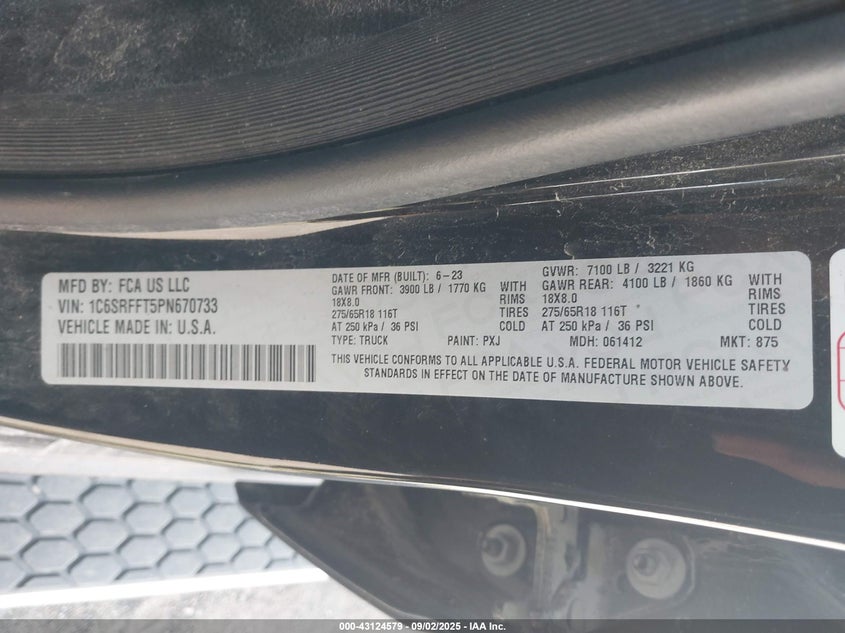 MFD BY: FCA US LLC
VIN: 1C6SRFFT5PN670733
VEHICLE MADE IN: U.S.A.
DATE OF MFR (BUILT): 6-23
GAWR FRONT: 3900 LB / 1770 KG WITH
18X8.0 RIMS
275/65R18 116T TIRES
AT 250 kPa / 36 PSI COLD
TYPE: TRUCK PAINT: PXJ
GVWR: 7100 LB / 3221 KG
GAWR REAR: 4100 LB / 1860 KG WITH
18X8.0 RIMS
275/65R18 116T TIRES
AT 250 kPa / 36 PSI COLD
MDH: 061412 MKT: 875
THIS VEHICLE CONFORMS TO ALL APPLICABLE U.S.A. FEDERAL MOTOR VEHICLE SAFETY
STANDARDS IN EFFECT ON THE DATE OF MANUFACTURE SHOWN ABOVE.
000-43124579 - 09/02/2025 - IAA Inc.